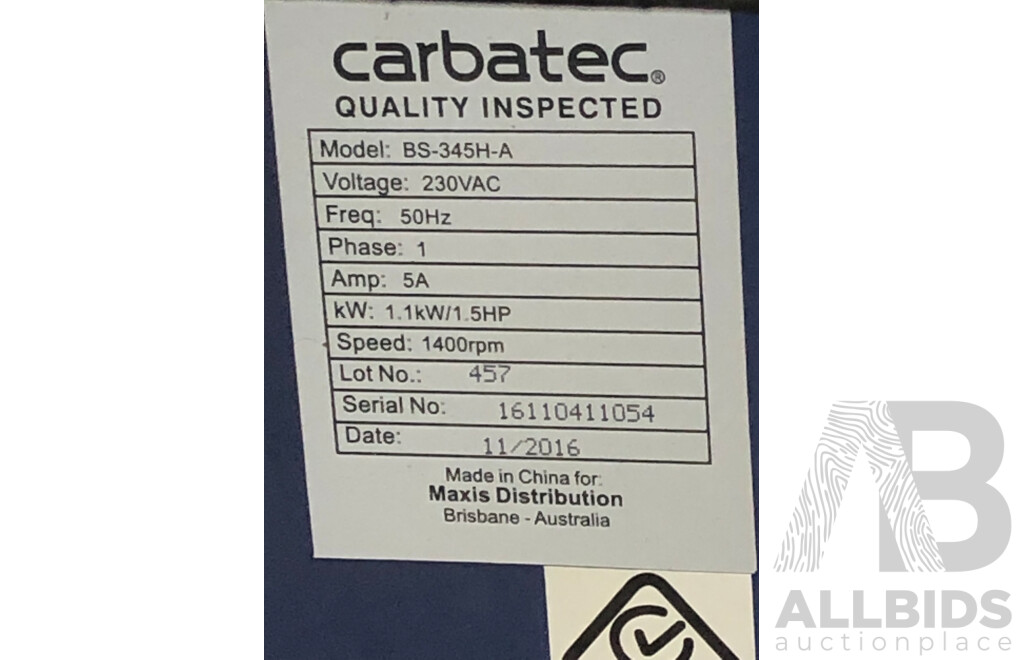 carbatec®
QUALITY INSPECTED
Model: BS-345H-A
Voltage: 230VAC
Freq: 50Hz
Phase: 1
Amp: 5A
kW: 1.1kW/1.5HP
Speed: 1400rpm
Lot No.: 457
Serial No: 16110411054
Date: 11/2016
Made in China for:
Maxis Distribution
Brisbane - Australia
AB
ALLBIDS
auctionplace